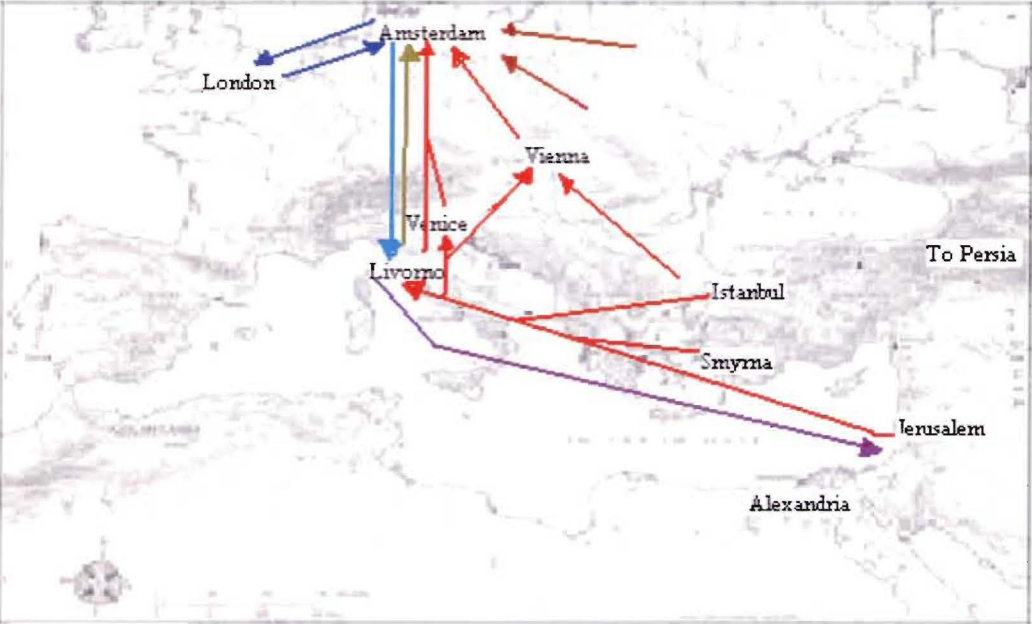 Amsterdam
London
Vienna
Venice
To Persia
Livorno
Istanbul
Smyrna
Jerusalem
Alexandria